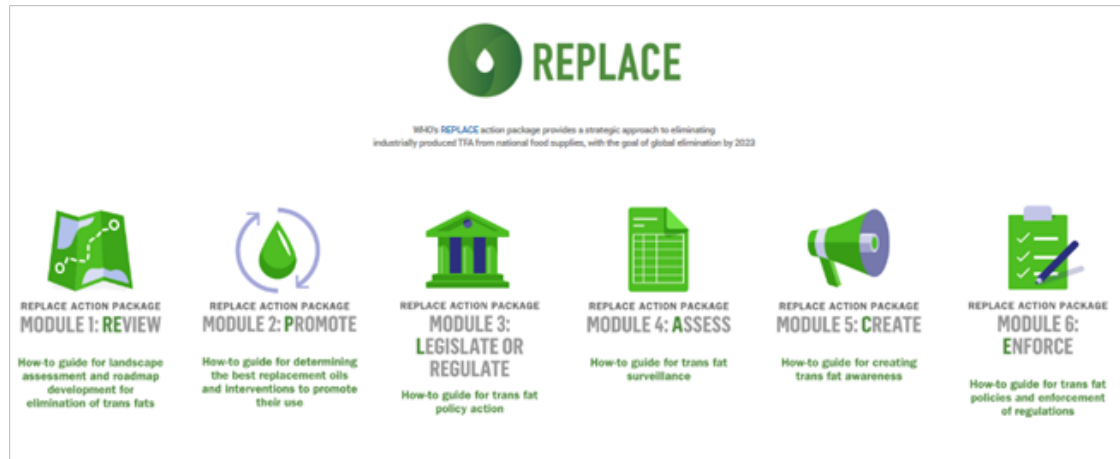 REPLACE
WHO's REPLACE action package provides a strategic approach to eliminating
industrially produced TFA from national food supplies, with the goal of global elimination by 2023
REPLACE ACTION PACKAGE
MODULE 1: REVIEW
How-to guide for landscape
assessment and roadmap
development for
elimination of trans fats
REPLACE ACTION PACKAGE
MODULE 2: PROMOTE
How-to guide for determining
the best replacement oils
and interventions to promote
their use
REPLACE ACTION PACKAGE
MODULE 3:
LEGISLATE OR
REGULATE
How-to guide for trans fat
policy action
REPLACE ACTION PACKAGE
MODULE 4: ASSESS
How-to guide for trans fat
surveillance
REPLACE ACTION PACKAGE
MODULE 5: CREATE
How-to guide for creating
trans fat awareness
REPLACE ACTION PACKAGE
MODULE 6:
ENFORCE
How-to guide for trans fat
policies and enforcement
of regulations